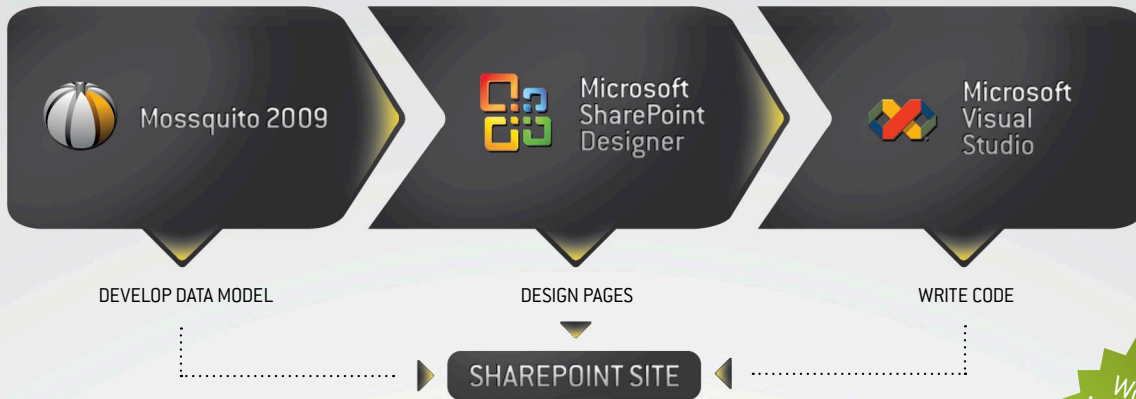 Mossquito 2009
Microsoft
SharePoint
Designer
Microsoft
Visual
Studio
DEVELOP DATA MODEL
DESIGN PAGES
WRITE CODE
SHAREPOINT SITE